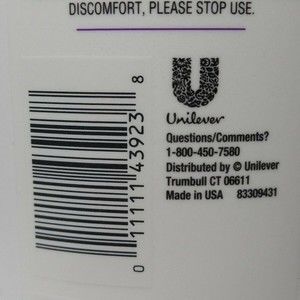 DISCOMFORT, PLEASE STOP USE.
Unilever
Questions/Comments?
1-800-450-7580
Distributed by © Unilever
Trumbull CT 06611
Made in USA 83309431
0 11111 43923 8